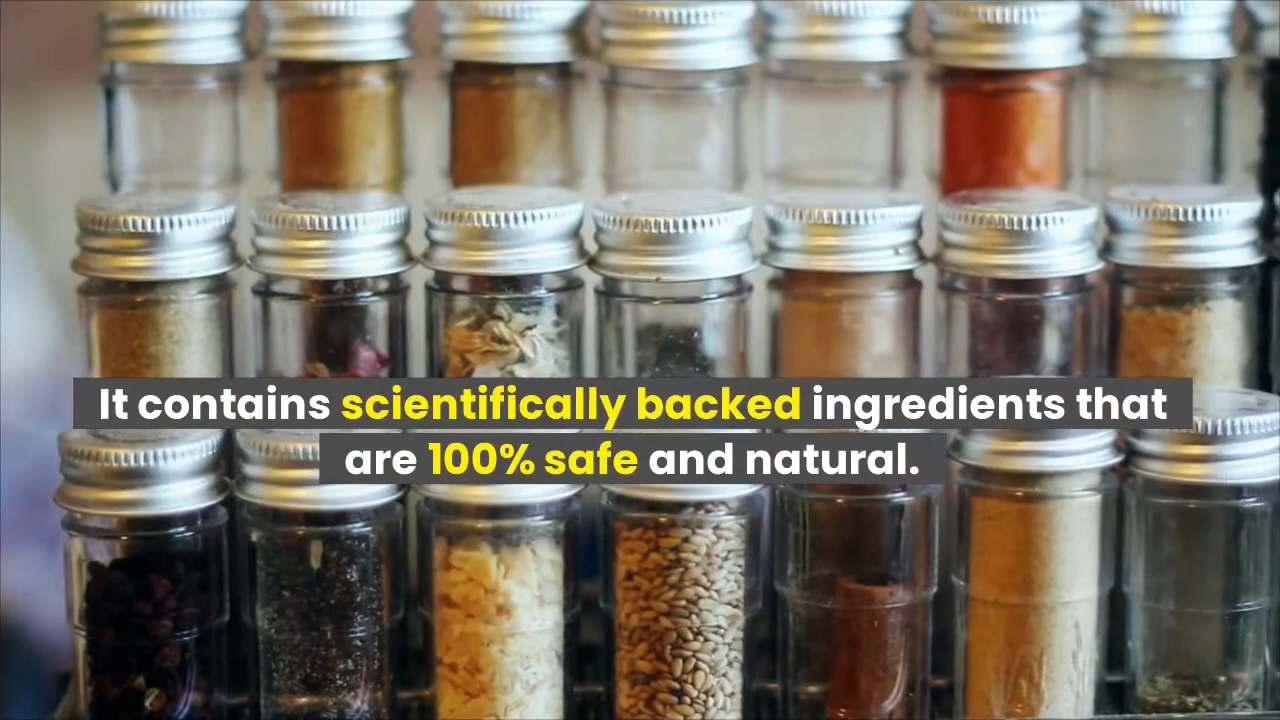 It contains scientifically backed ingredients that
are 100% safe and natural.